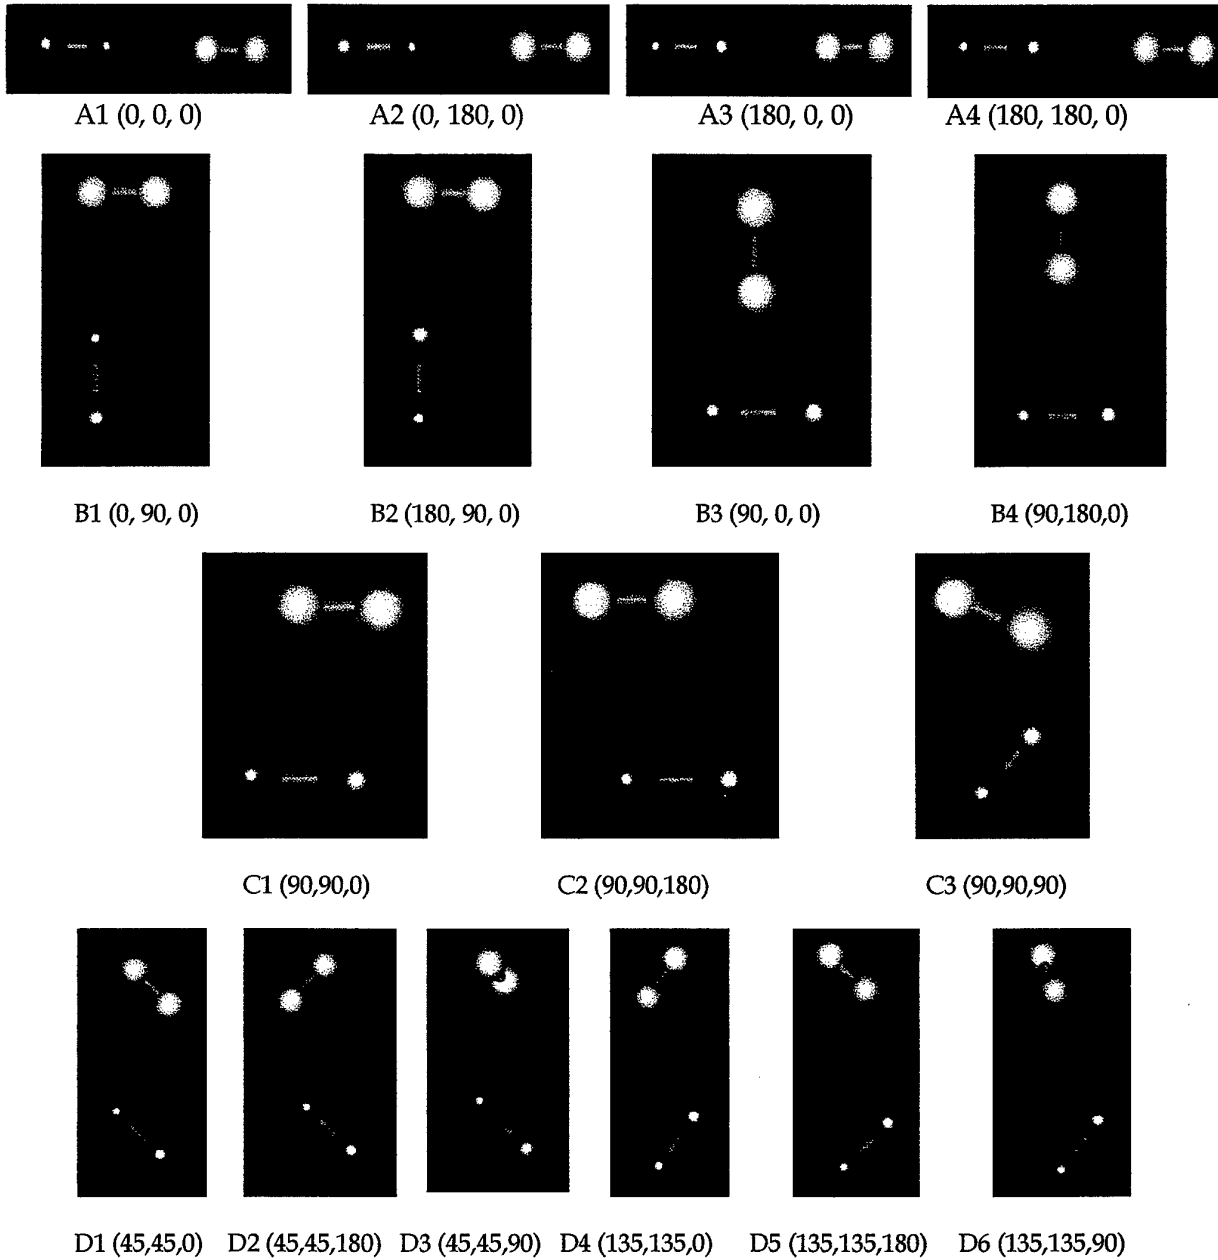 A1 (0, 0, 0) A2 (0, 180, 0) A3 (180, 0, 0) A4 (180, 180, 0)
B1 (0, 90, 0) B2 (180, 90, 0) B3 (90, 0, 0) B4 (90,180,0)
C1 (90,90,0) C2 (90,90,180) C3 (90,90,90)
D1 (45,45,0) D2 (45,45,180) D3 (45,45,90) D4 (135,135,0) D5 (135,135,180) D6 (135,135,90)